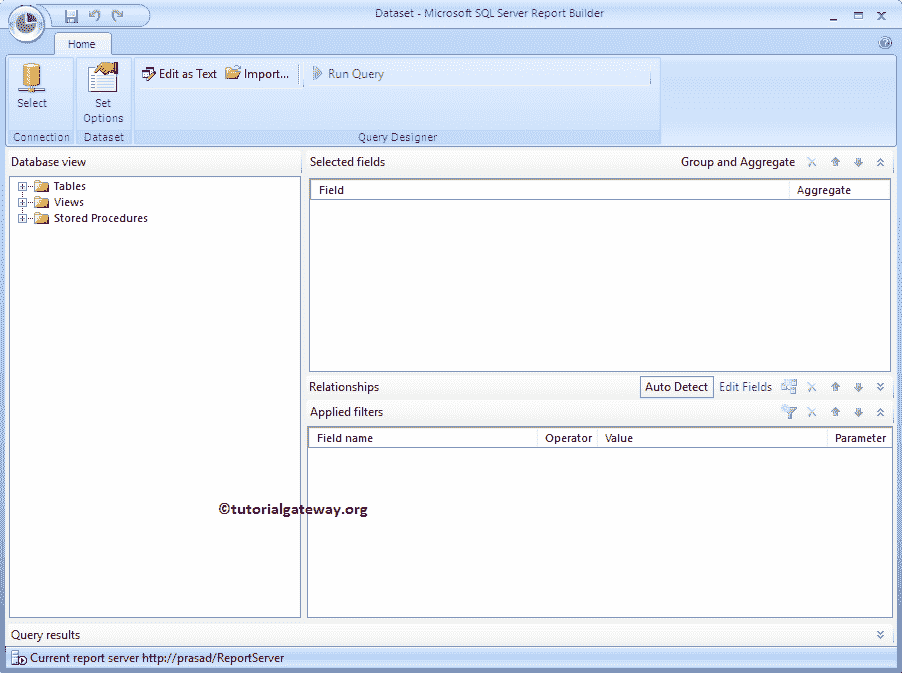 Dataset - Microsoft SQL Server Report Builder
Home
Select
Set Options
Connection
Dataset
Edit as Text
Import...
Run Query
Query Designer
Database view
Tables
Views
Stored Procedures
Selected fields
Group and Aggregate
Field
Aggregate
Relationships
Auto Detect
Edit Fields
Applied filters
Field name
Operator
Value
Parameter
©tutorialgateway.org
Query results
Current report server http://prasad/ReportServer